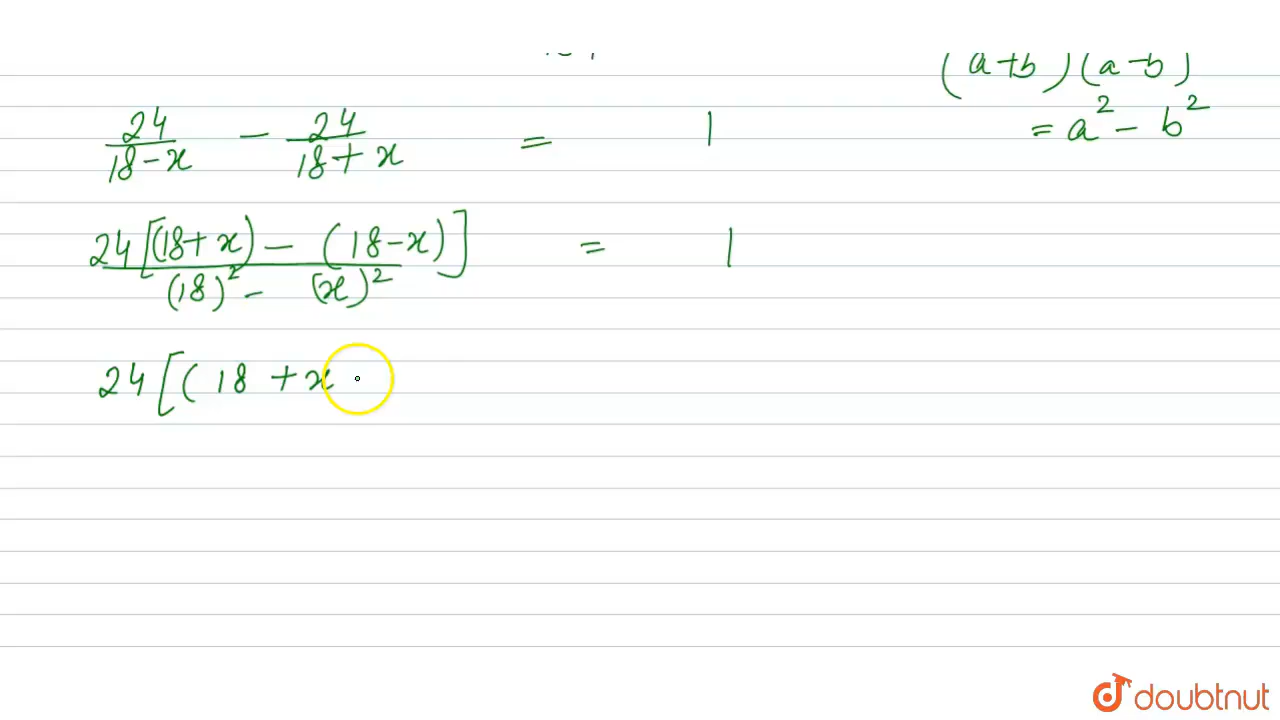 (a+b)(a-b)
= a² - b²
24/(18-x) - 24/(18+x) = 1
24[(18+x) - (18-x)]/((18)² - (x)²) = 1
24[(18+x
doubtnut